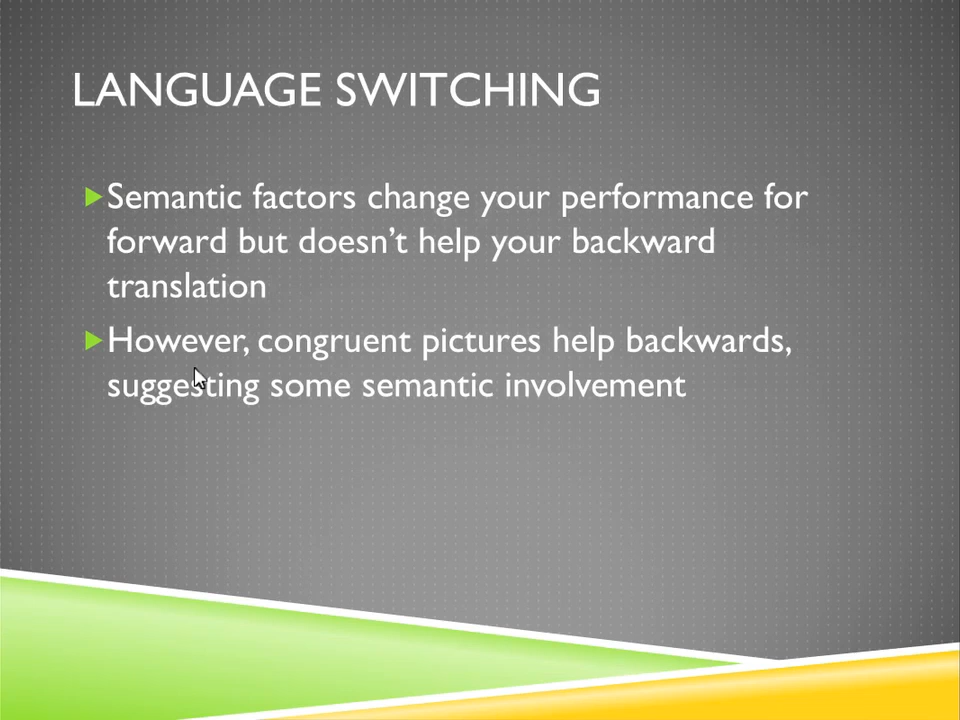 LANGUAGE SWITCHING
Semantic factors change your performance for
forward but doesn't help your backward
translation
However, congruent pictures help backwards,
suggesting some semantic involvement